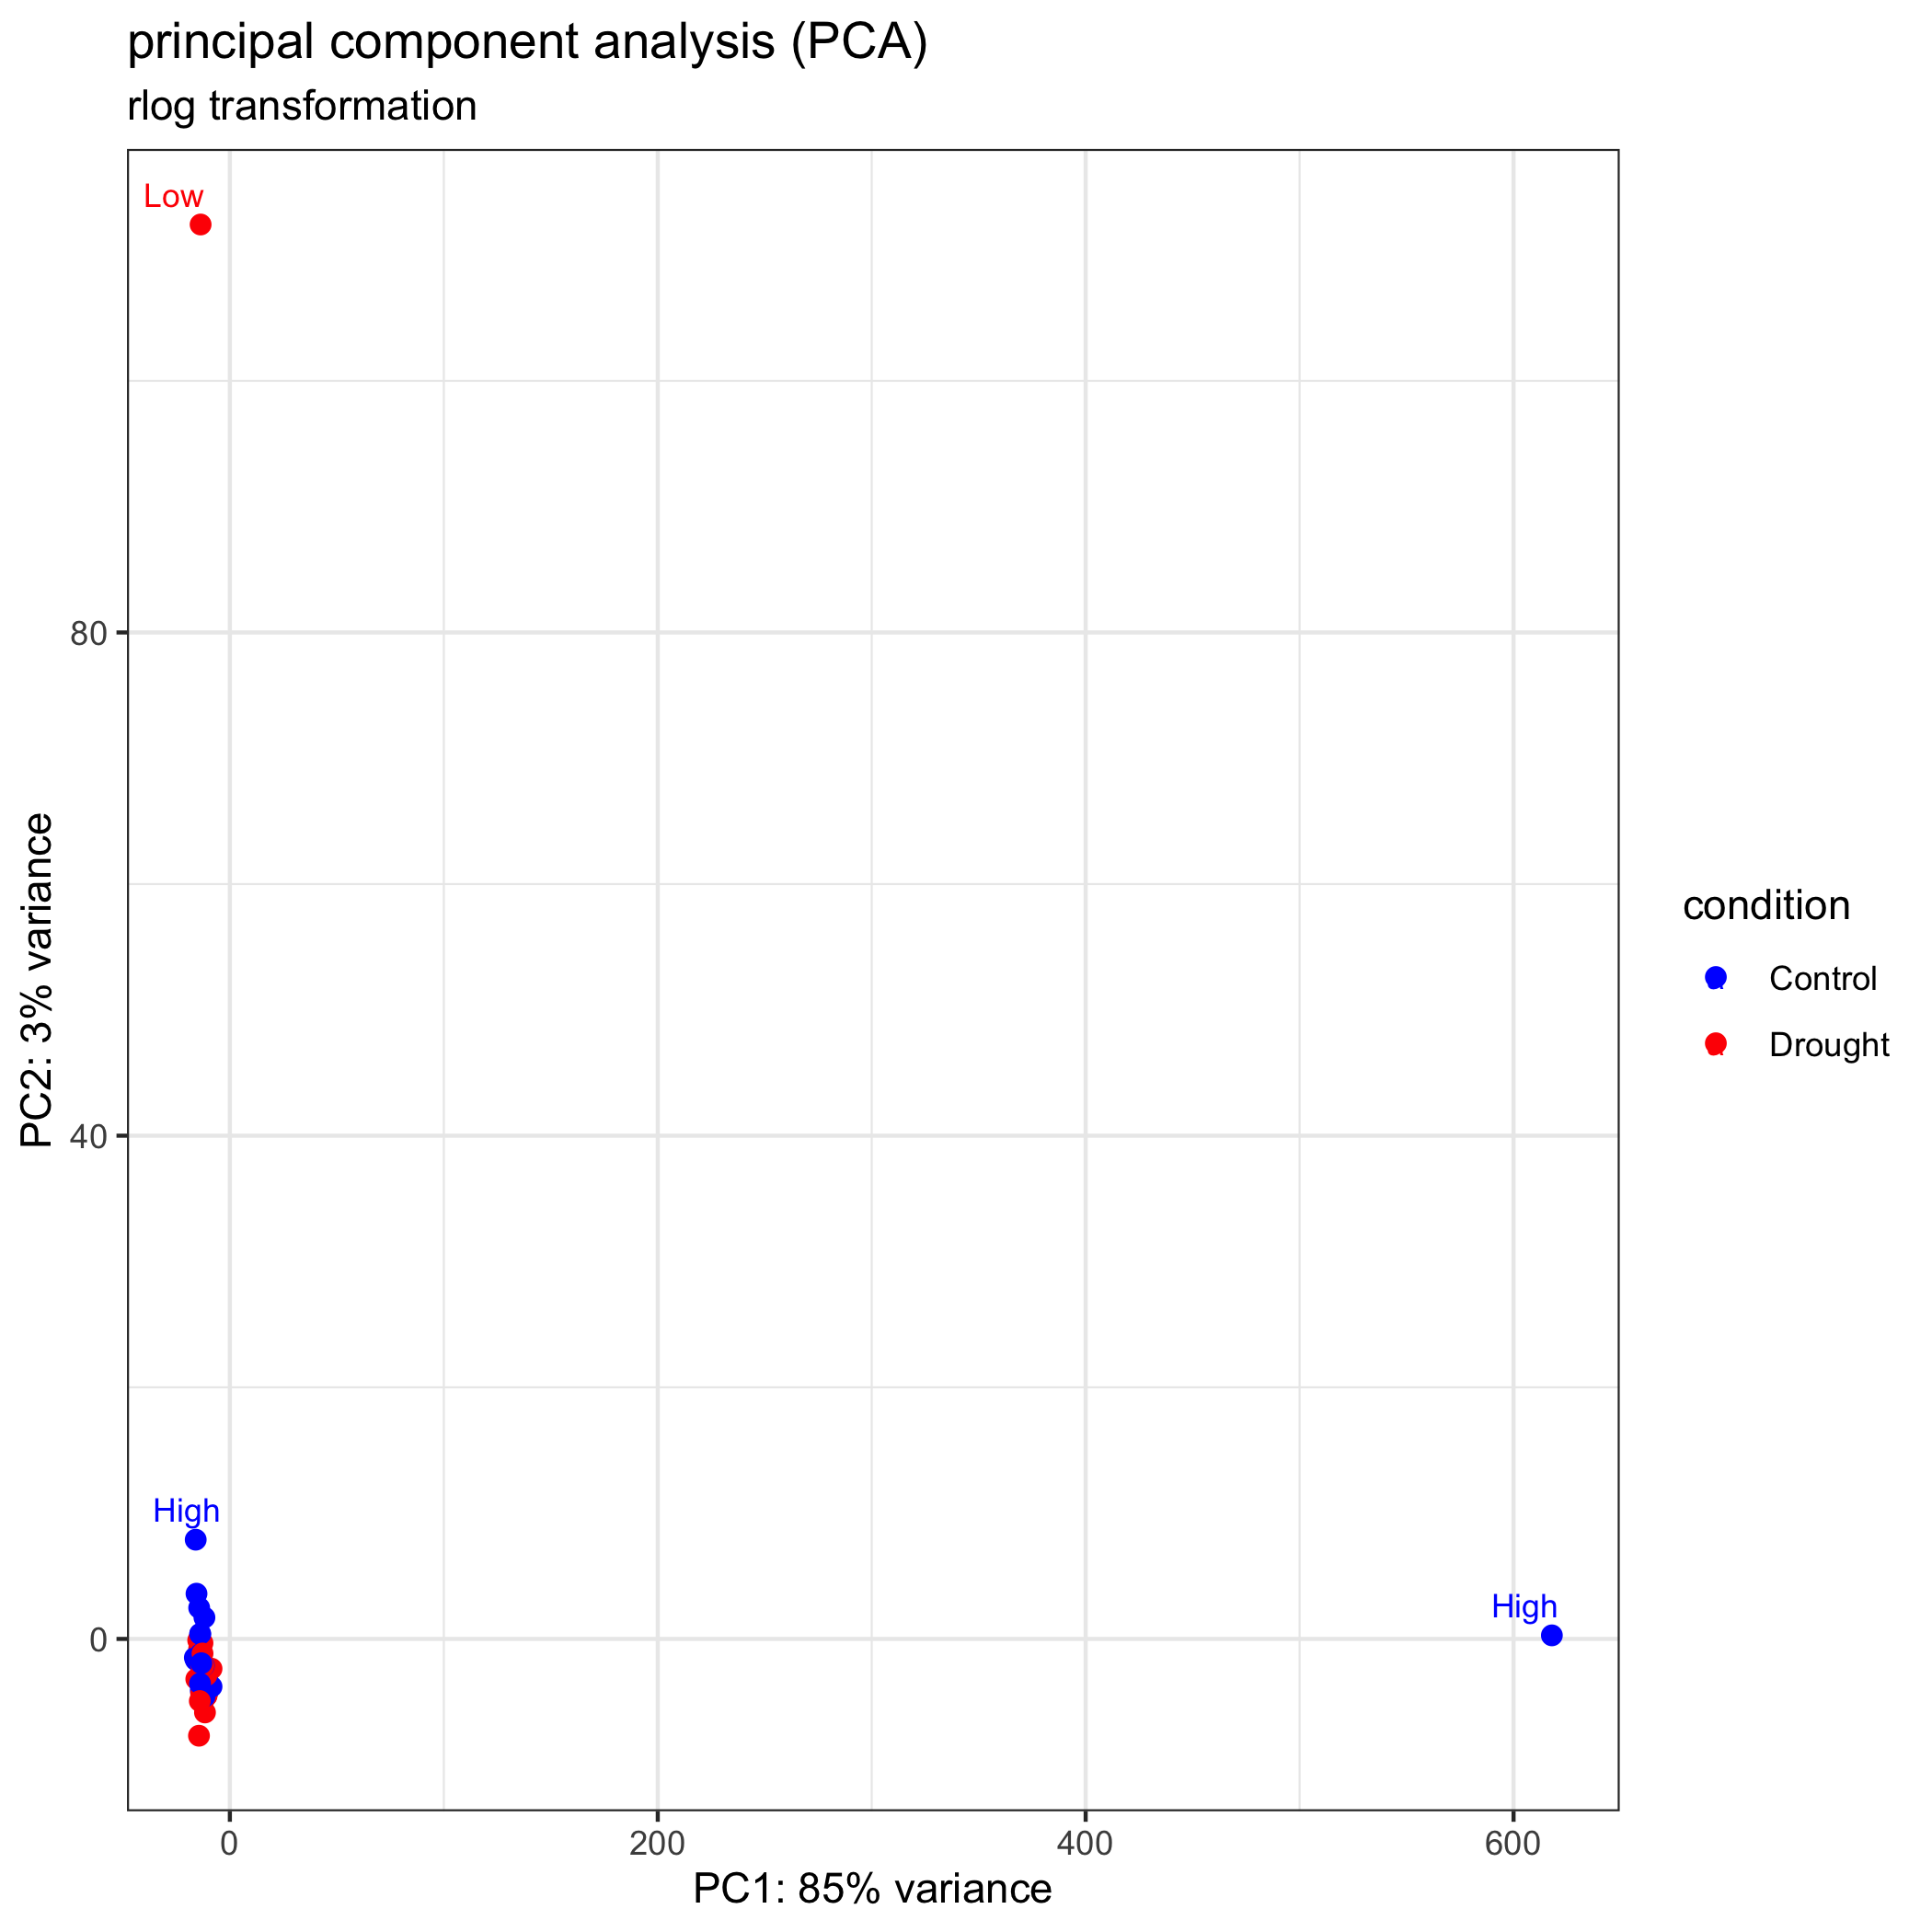 principal component analysis (PCA)
rlog transformation
Low
80
40
0
High
High
0
200
400
600
PC1: 85% variance
PC2: 3% variance
condition
Control
Drought